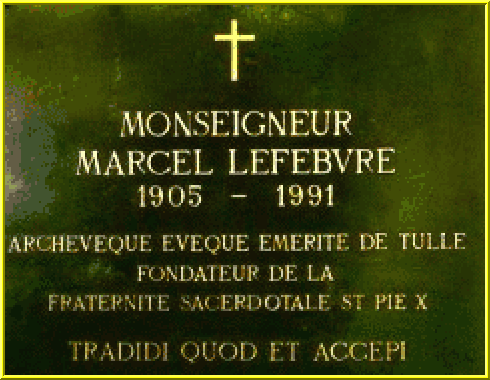 MONSEIGNEUR
MARCEL LEFEBVRE
1905 – 1991
ARCHEVEQUE EVEQUE EMERITE DE TULLE
FONDATEUR DE LA
FRATERNITE SACERDOTALE ST PIE X
TRADIDI QUOD ET ACCEPI